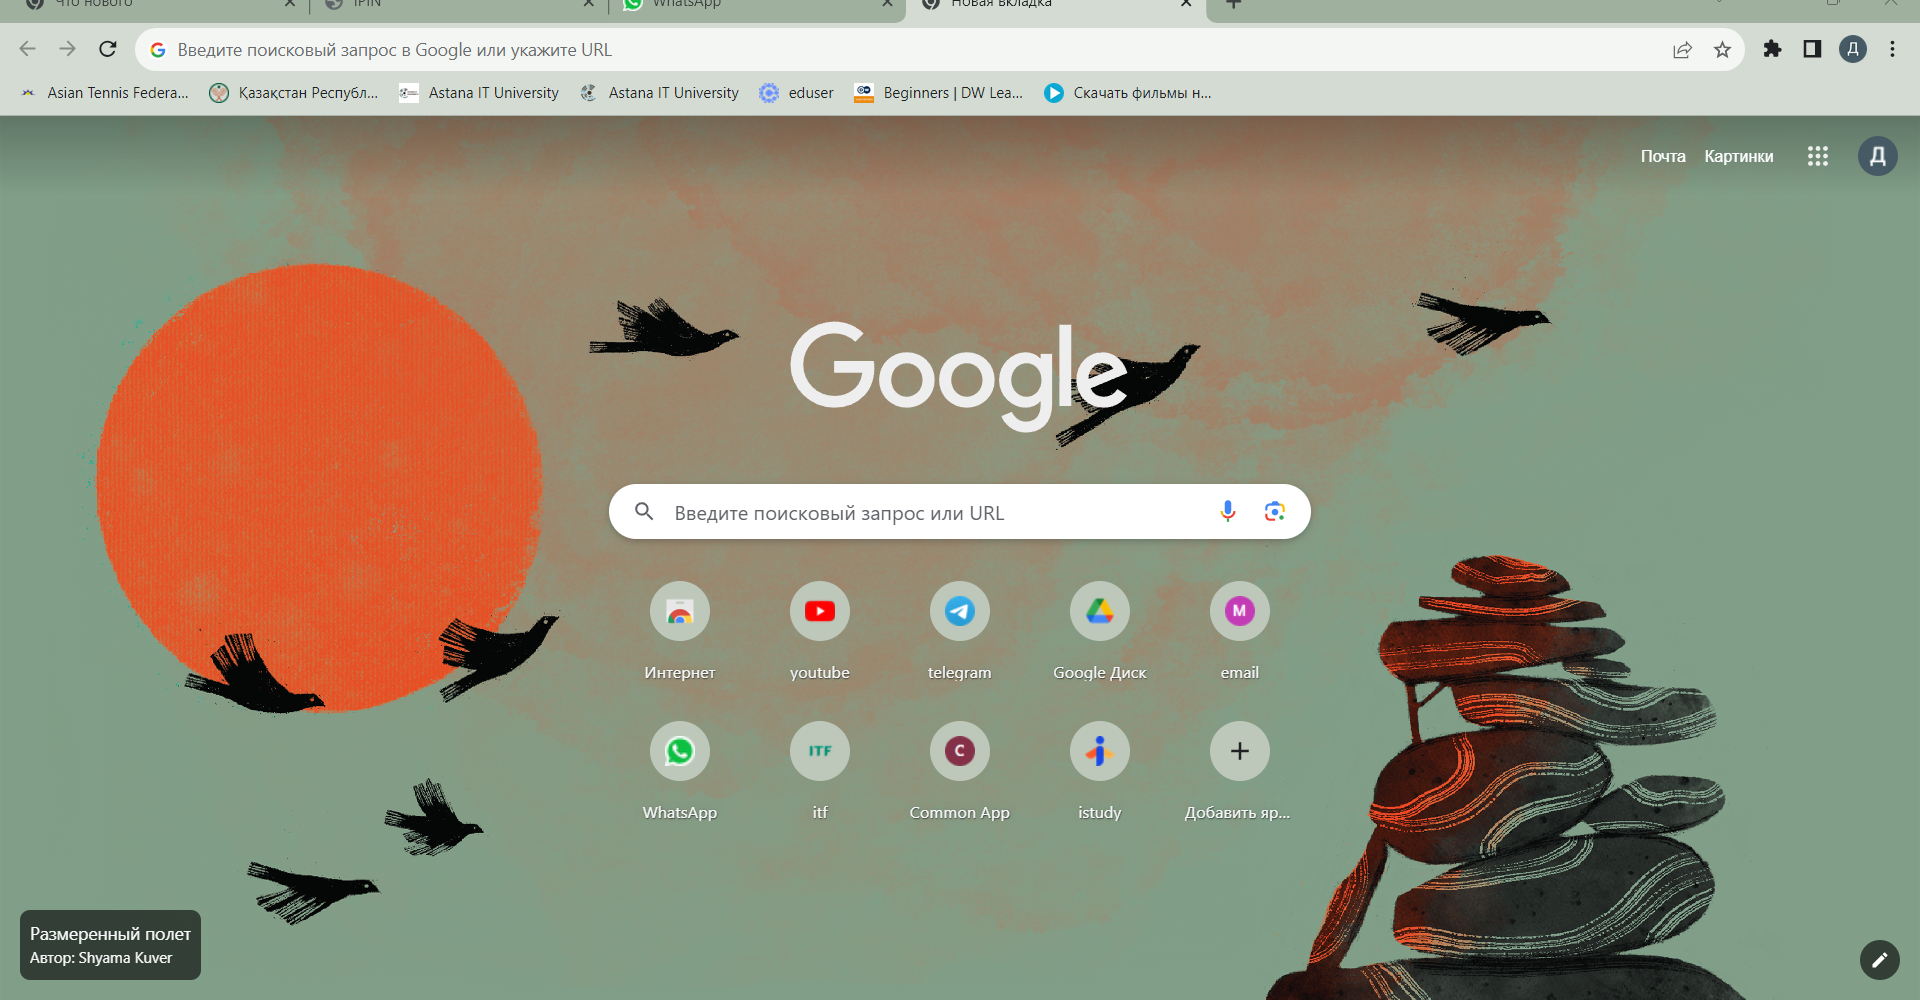 Что нового
IPIN
WhatsApp
Новая вкладка
Введите поисковый запрос в Google или укажите URL
Д
Asian Tennis Federa...
Қазақстан Республ...
Astana IT University
Astana IT University
eduser
Beginners | DW Lea...
Скачать фильмы н...
Почта
Картинки
Д
Google
Введите поисковый запрос или URL
M
Интернет
youtube
telegram
Google Диск
email
ITF
C
WhatsApp
itf
Common App
istudy
Добавить яр...
Размеренный полет
Автор: Shyama Kuver